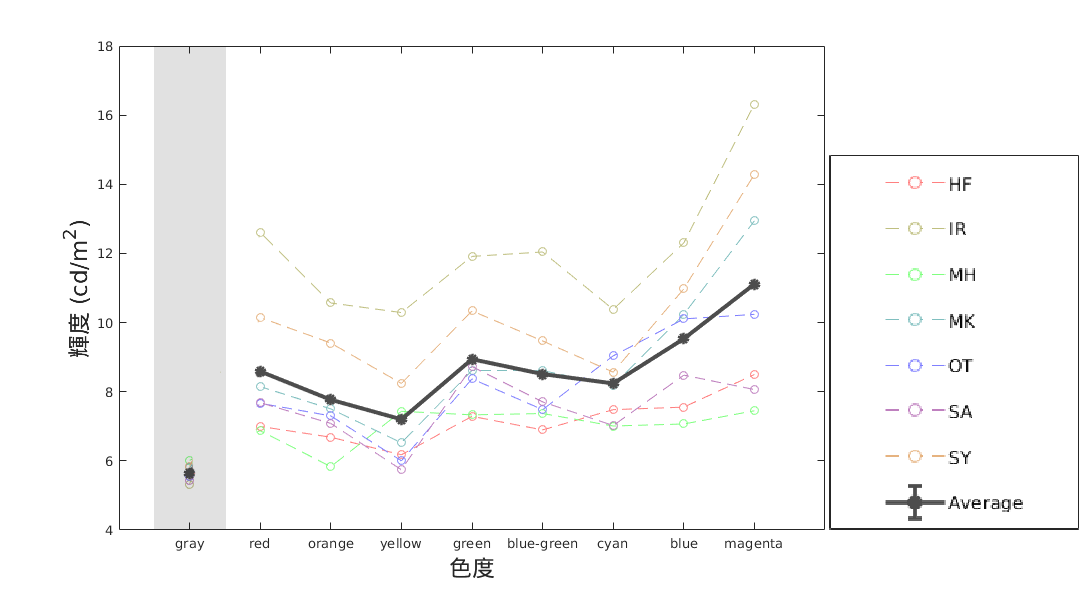 18
16
14
12
10
8
6
4
輝度 (cd/m²)
gray red orange yellow green blue-green cyan blue magenta
色度
HF
IR
MH
MK
OT
SA
SY
Average